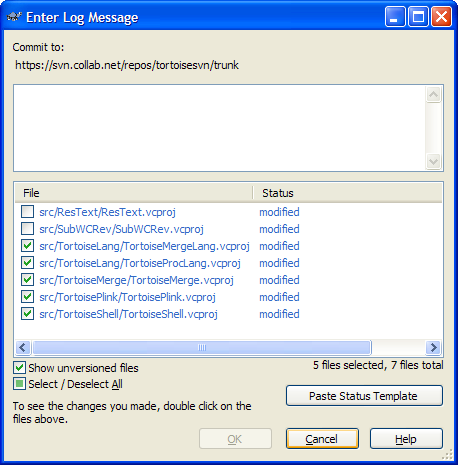 Enter Log Message
Commit to:
https://svn.collab.net/repos/tortoisesvn/trunk
File Status
src/ResText/ResText.vcproj modified
src/SubWCRev/SubWCRev.vcproj modified
src/TortoiseLang/TortoiseMergeLang.vcproj modified
src/TortoiseLang/TortoiseProcLang.vcproj modified
src/TortoiseMerge/TortoiseMerge.vcproj modified
src/TortoisePlink/TortoisePlink.vcproj modified
src/TortoiseShell/TortoiseShell.vcproj modified
Show unversioned files
5 files selected, 7 files total
Select / Deselect All
Paste Status Template
To see the changes you made, double click on the
files above.
OK Cancel Help